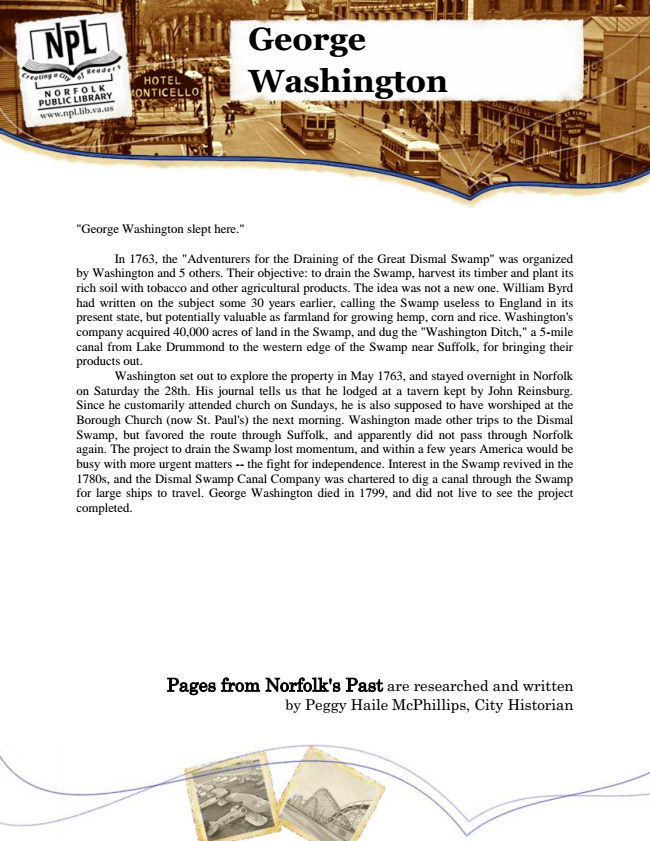 NPL
Creating a City of Readers
NORFOLK
PUBLIC LIBRARY
www.npl.lib.va.us
HOTEL
MONTICELLO
MONTICELLO
George
Washington
"George Washington slept here."
In 1763, the "Adventurers for the Draining of the Great Dismal Swamp" was organized
by Washington and 5 others. Their objective: to drain the Swamp, harvest its timber and plant its
rich soil with tobacco and other agricultural products. The idea was not a new one. William Byrd
had written on the subject some 30 years earlier, calling the Swamp useless to England in its
present state, but potentially valuable as farmland for growing hemp, corn and rice. Washington's
company acquired 40,000 acres of land in the Swamp, and dug the "Washington Ditch," a 5-mile
canal from Lake Drummond to the western edge of the Swamp near Suffolk, for bringing their
products out.
Washington set out to explore the property in May 1763, and stayed overnight in Norfolk
on Saturday the 28th. His journal tells us that he lodged at a tavern kept by John Reinsburg.
Since he customarily attended church on Sundays, he is also supposed to have worshiped at the
Borough Church (now St. Paul's) the next morning. Washington made other trips to the Dismal
Swamp, but favored the route through Suffolk, and apparently did not pass through Norfolk
again. The project to drain the Swamp lost momentum, and within a few years America would be
busy with more urgent matters -- the fight for independence. Interest in the Swamp revived in the
1780s, and the Dismal Swamp Canal Company was chartered to dig a canal through the Swamp
for large ships to travel. George Washington died in 1799, and did not live to see the project
completed.
Pages from Norfolk's Past are researched and written
by Peggy Haile McPhillips, City Historian